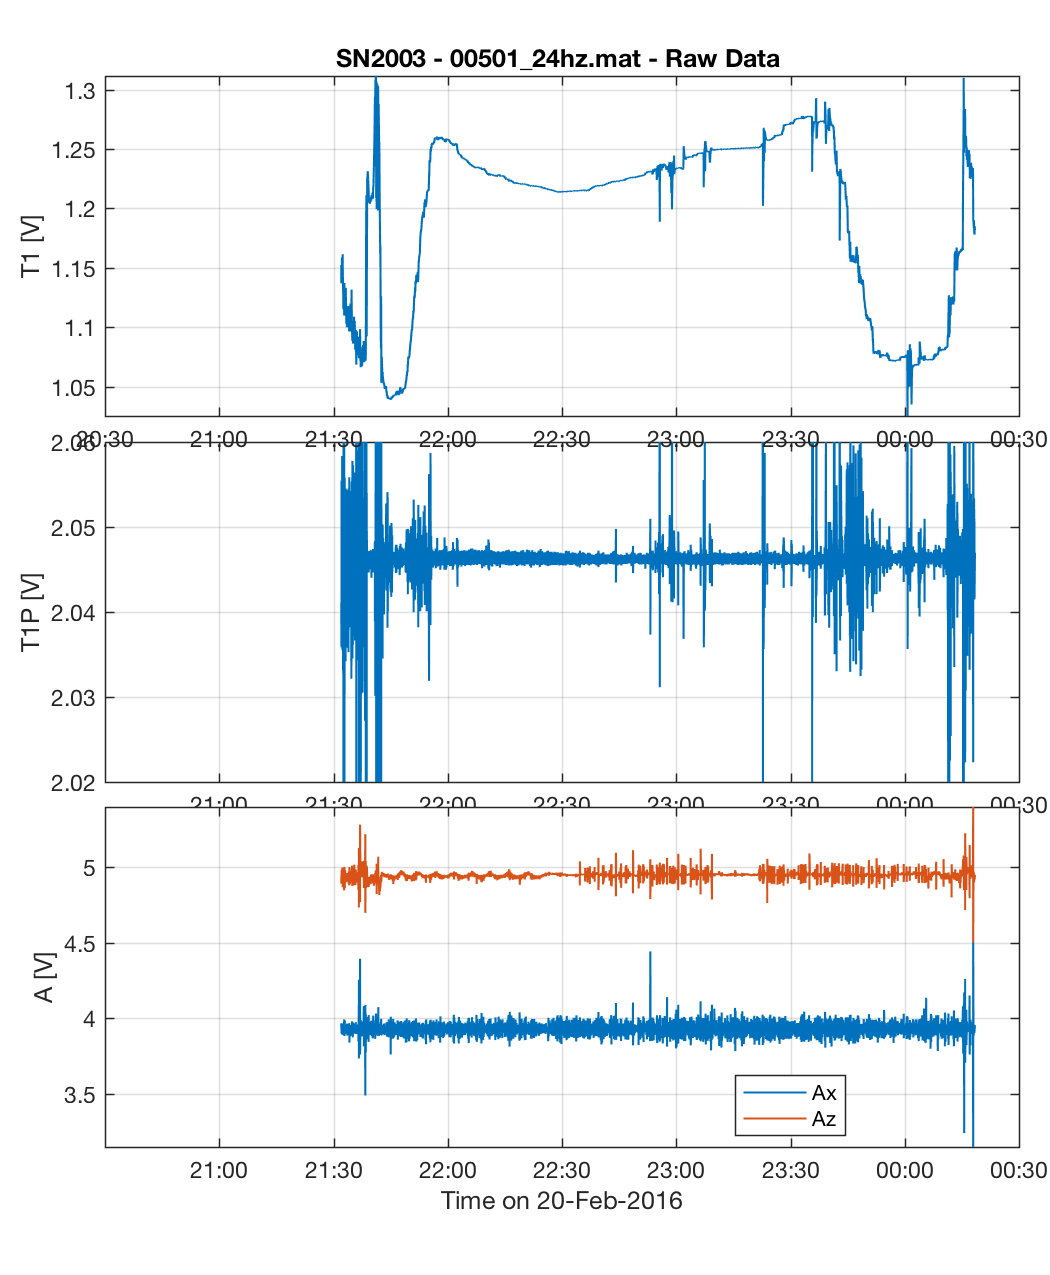 SN2003 - 00501_24hz.mat - Raw Data
1.3
1.25
1.2
1.15
1.1
1.05
T1 [V]
20:30 21:00 21:30 22:00 22:30 23:00 23:30 00:00 00:30
2.06
2.05
2.04
2.03
2.02
T1P [V]
21:00 21:30 22:00 22:30 23:00 23:30 00:00 00:30
5
4.5
4
3.5
A [V]
Ax
Az
21:00 21:30 22:00 22:30 23:00 23:30 00:00 00:30
Time on 20-Feb-2016